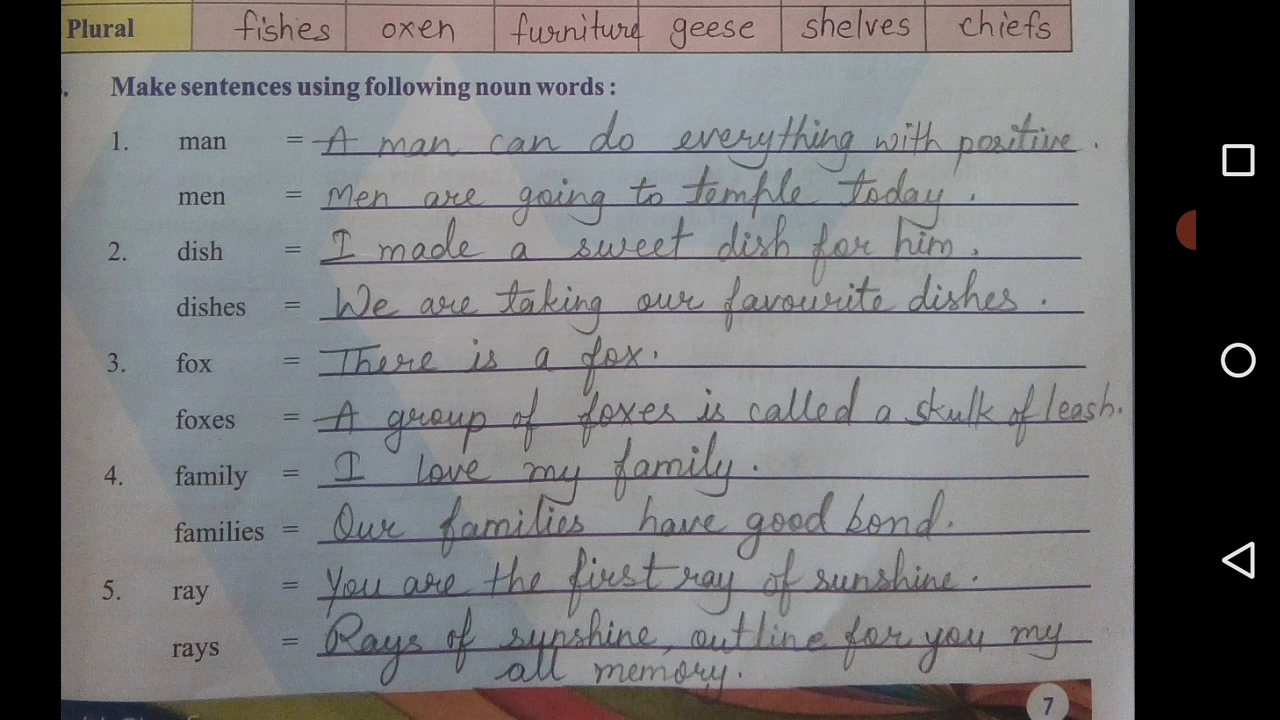 Plural fishes oxen furniture geese shelves chiefs
Make sentences using following noun words :
1. man = A man can do everything with positive .
men = Men are going to temple today .
2. dish = I made a sweet dish for him .
dishes = We are taking our favourite dishes .
3. fox = There is a fox .
foxes = A group of foxes is called a skulk of leash .
4. family = I love my family .
families = Our families have good bond .
5. ray = You are the first ray of sunshine .
rays = Rays of sunshine, outline for you my
all memory .
7